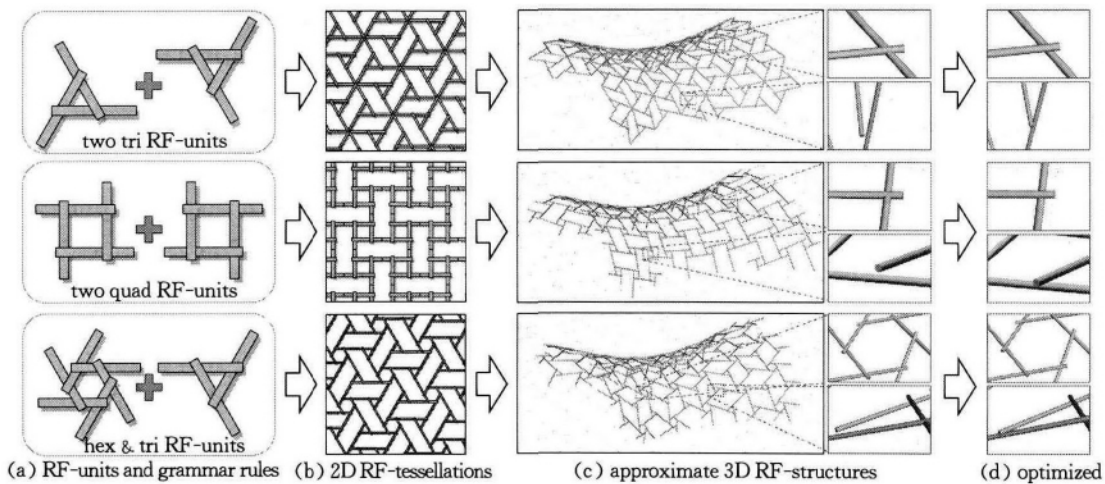 two tri RF-units
two quad RF-units
hex & tri RF-units
(a) RF-units and grammar rules (b) 2D RF-tessellations (c) approximate 3D RF-structures (d) optimized